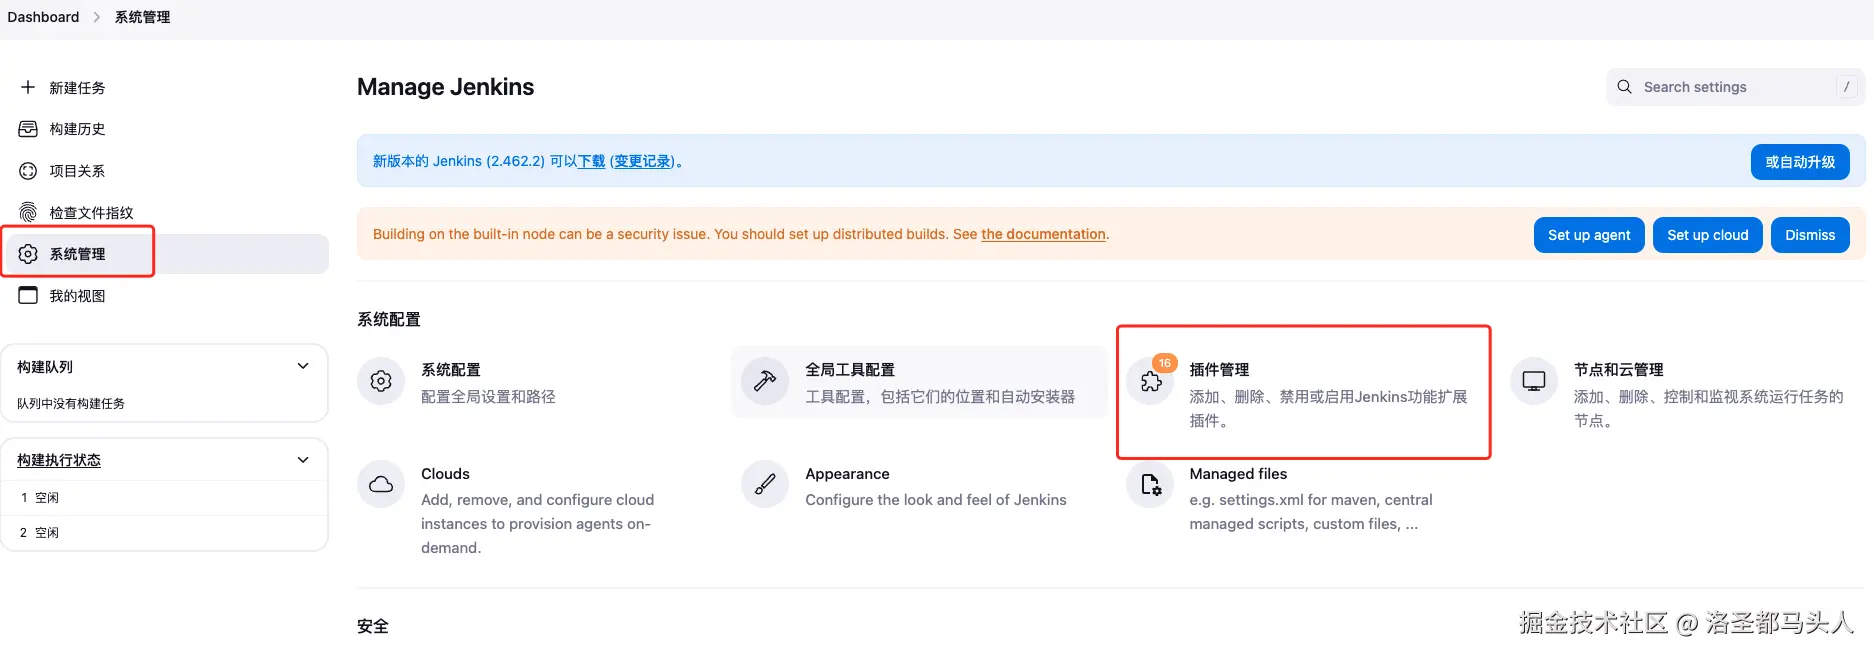 Dashboard > 系统管理
新建任务
构建历史
项目关系
检查文件指纹
系统管理
我的视图
构建队列
队列中没有构建任务
构建执行状态
1 空闲
2 空闲
Manage Jenkins
Search settings /
新版本的 Jenkins (2.462.2) 可以下载 (变更记录)。
或自动升级
Building on the built-in node can be a security issue. You should set up distributed builds. See the documentation.
Set up agent
Set up cloud
Dismiss
系统配置
系统配置
配置全局设置和路径
全局工具配置
工具配置，包括它们的位置和自动安装器
16
插件管理
添加、删除、禁用或启用Jenkins功能扩展
插件。
节点和云管理
添加、删除、控制和监视系统运行任务的
节点。
Clouds
Add, remove, and configure cloud
instances to provision agents on-
demand.
Appearance
Configure the look and feel of Jenkins
Managed files
e.g. settings.xml for maven, central
managed scripts, custom files, ...
安全
掘金技术社区 @ 洛圣都马头人